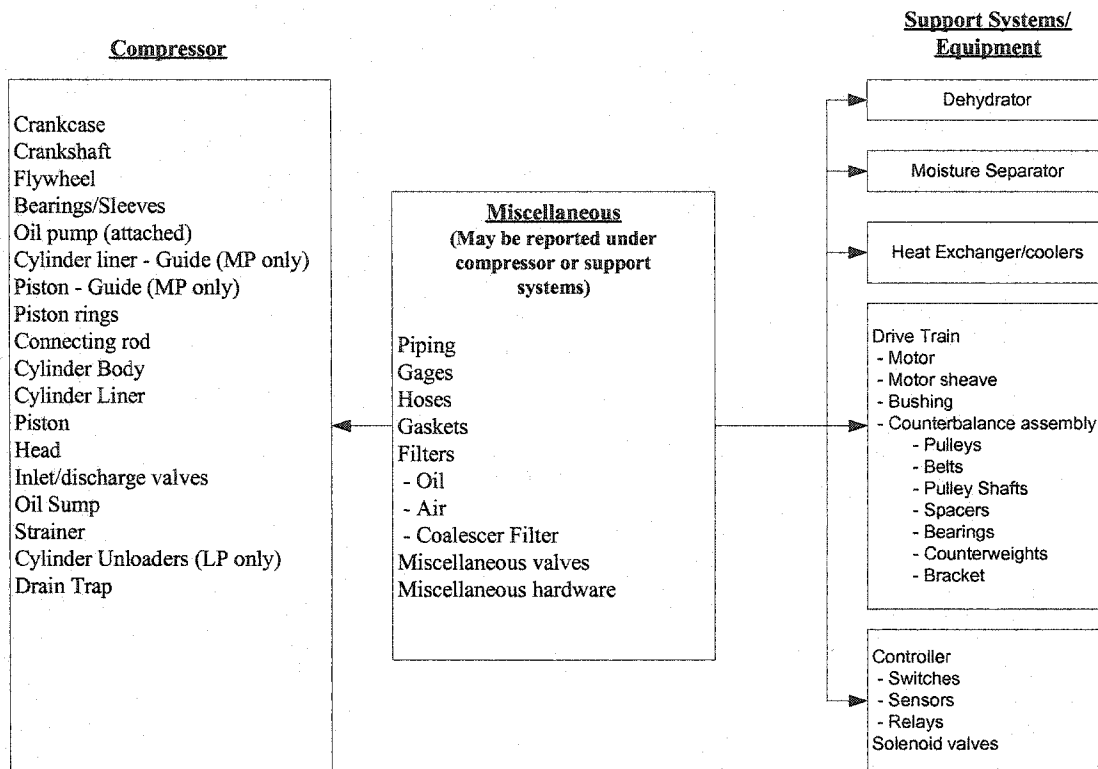 Compressor
Crankcase
Crankshaft
Flywheel
Bearings/Sleeves
Oil pump (attached)
Cylinder liner - Guide (MP only)
Piston - Guide (MP only)
Piston rings
Connecting rod
Cylinder Body
Cylinder Liner
Piston
Head
Inlet/discharge valves
Oil Sump
Strainer
Cylinder Unloaders (LP only)
Drain Trap
Miscellaneous
(May be reported under
compressor or support
systems)
Piping
Gages
Hoses
Gaskets
Filters
- Oil
- Air
- Coalescer Filter
Miscellaneous valves
Miscellaneous hardware
Support Systems/
Equipment
Dehydrator
Moisture Separator
Heat Exchanger/coolers
Drive Train
- Motor
- Motor sheave
- Bushing
- Counterbalance assembly
- Pulleys
- Belts
- Pulley Shafts
- Spacers
- Bearings
- Counterweights
- Bracket
Controller
- Switches
- Sensors
- Relays
Solenoid valves